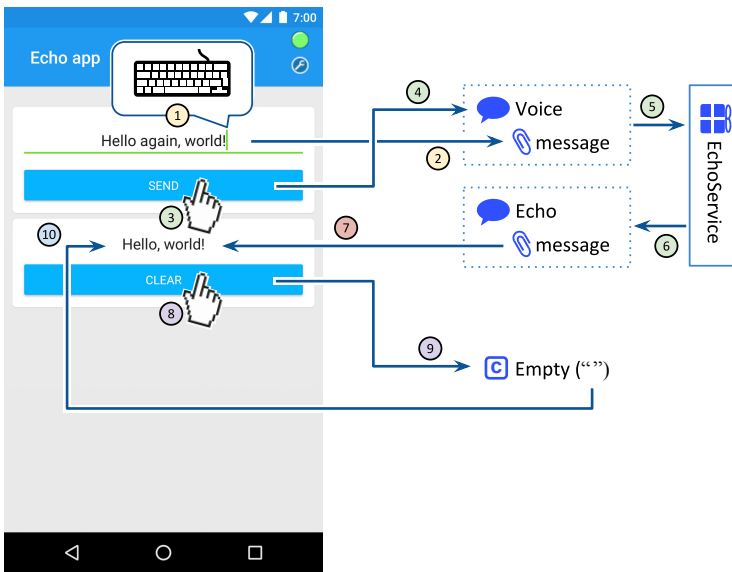 7:00
Echo app
1
Hello again, world!
SEND
3
10
Hello, world!
CLEAR
8
4
Voice
2
message
5
EchoService
7
Echo
message
6
9
C
Empty (“ ”)